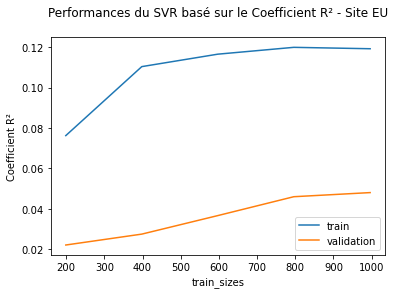 Performances du SVR basé sur le Coefficient R² - Site EU
0.12
0.10
0.08
0.06
0.04
0.02
Coefficient R²
train
validation
200 300 400 500 600 700 800 900 1000
train_sizes